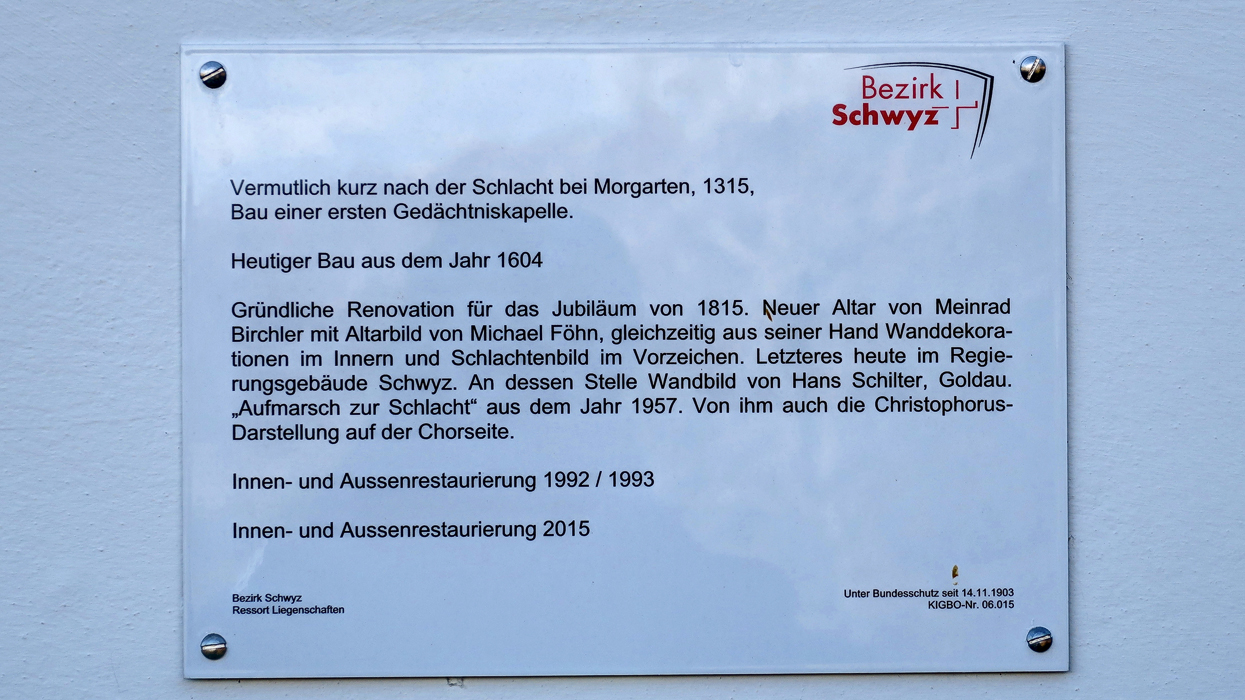 Bezirk
Schwyz
Vermutlich kurz nach der Schlacht bei Morgarten, 1315,
Bau einer ersten Gedächtniskapelle.
Heutiger Bau aus dem Jahr 1604
Gründliche Renovation für das Jubiläum von 1815. Neuer Altar von Meinrad
Birchler mit Altarbild von Michael Föhn, gleichzeitig aus seiner Hand Wanddekora-
tionen im Innern und Schlachtenbild im Vorzeichen. Letzteres heute im Regie-
rungsgebäude Schwyz. An dessen Stelle Wandbild von Hans Schilter, Goldau.
„Aufmarsch zur Schlacht“ aus dem Jahr 1957. Von ihm auch die Christophorus-
Darstellung auf der Chorseite.
Innen- und Aussenrestaurierung 1992 / 1993
Innen- und Aussenrestaurierung 2015
Bezirk Schwyz
Ressort Liegenschaften
Unter Bundesschutz seit 14.11.1903
KIGBO-Nr. 06.015